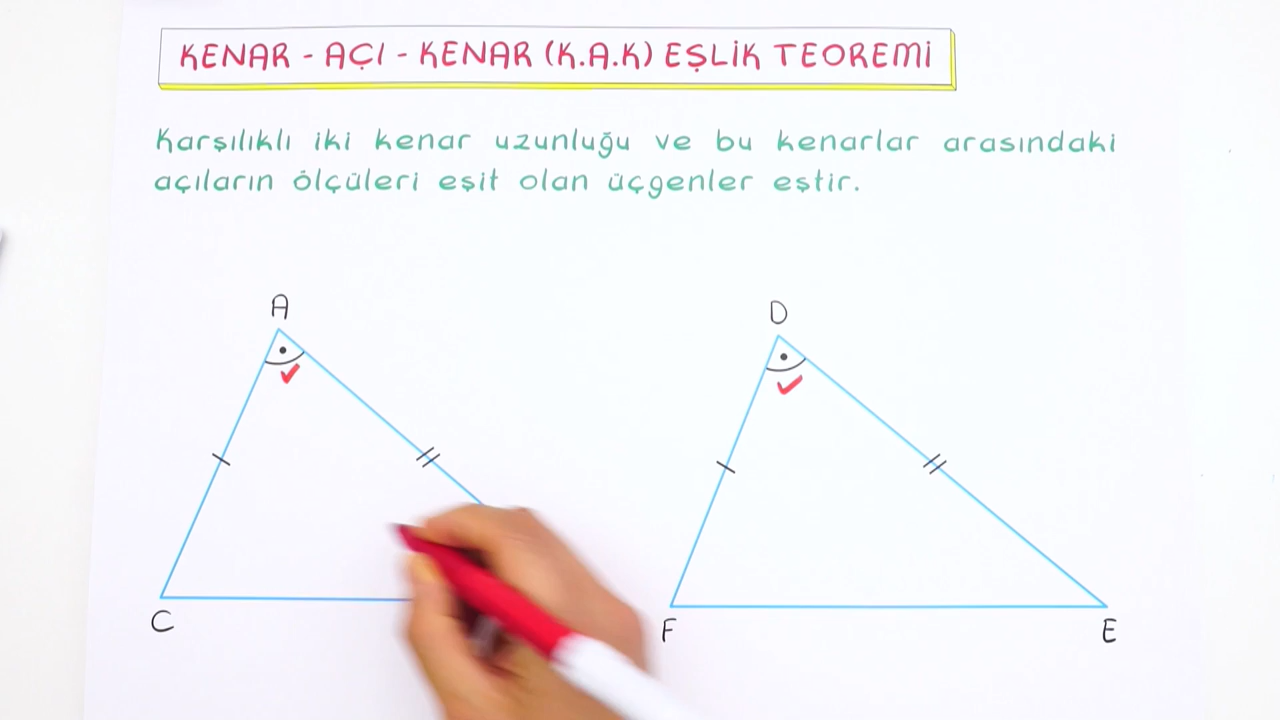 KENAR - AÇI - KENAR (K.A.K) EŞLİK TEOREMİ
Karşılıklı iki kenar uzunluğu ve bu kenarlar arasındaki
açıların ölçüleri eşit olan üçgenler eştir.
A
D
C
F
E